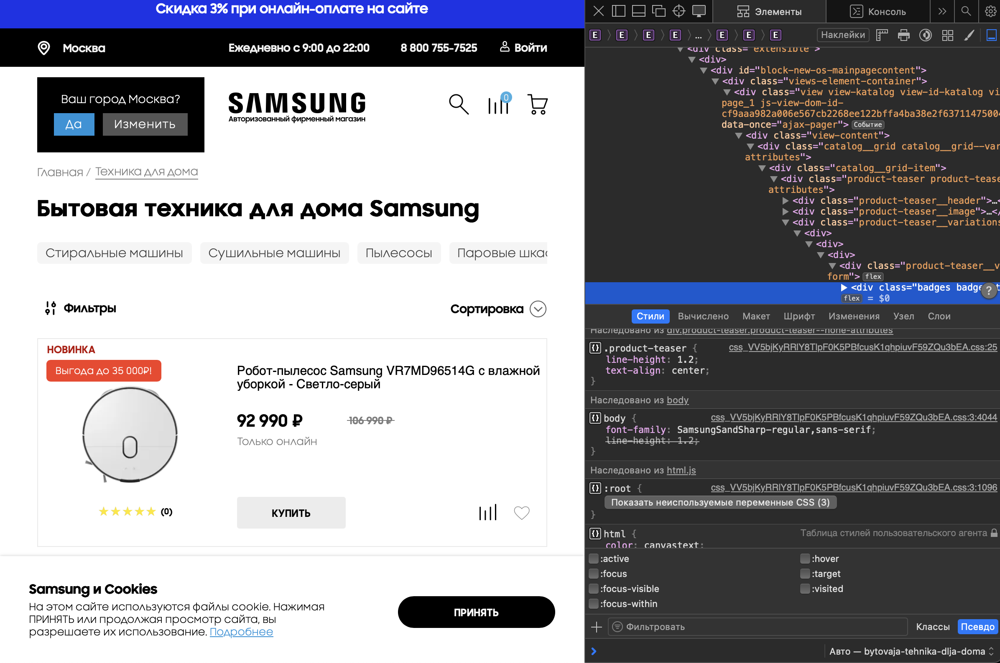 Скидка 3% при онлайн-оплате на сайте
Москва
Ежедневно с 9:00 до 22:00
8 800 755-7525
Войти
Ваш город Москва?
Да
Изменить
SAMSUNG
Авторизованный фирменный магазин
0
Главная / Техника для дома
Бытовая техника для дома Samsung
Стиральные машины
Сушильные машины
Пылесосы
Паровые шка
Фильтры
Сортировка
НОВИНКА
Выгода до 35 000₽!
Робот-пылесос Samsung VR7MD96514G с влажной
уборкой - Светло-серый
92 990 ₽
106 990 ₽
Только онлайн
(0)
КУПИТЬ
Samsung и Cookies
На этом сайте используются файлы cookie. Нажимая
ПРИНЯТЬ или продолжая просмотр сайта, вы
разрешаете их использование. Подробнее
ПРИНЯТЬ
Элементы
Консоль
E E E E … E E E
Наклейки
<div class="extensible">
<div>
<div id="block-new-os-mainpagecontent">
<div class="views-element-container">
<div class="view view-katalog view-id-katalog vi
page_1 js-view-dom-id-
cf9aaa982a006e567cb2268ee122bffa4ba38e2f63711475004
data-once="ajax-pager"> Событие
<div class="view-content">
<div class="catalog__grid catalog__grid--var
attributes">
<div class="catalog__grid-item">
<div class="product-teaser product-tease
attributes">
<div class="product-teaser__header">…<
<div class="product-teaser__image">…</
<div class="product-teaser__variations
<div>
<div>
<div>
<div class="product-teaser__v
form"> flex
<div class="badges badge
flex = $0
?
Стили
Вычислено
Макет
Шрифт
Изменения
Узел
Слои
Наследовано из div.product-teaser.product-teaser--none-attributes
.product-teaser { css_VV5bjKyRRlY8TlpF0K5PBfcusK1qhpiuvF59ZQu3bEA.css:25
line-height: 1.2;
text-align: center;
}
Наследовано из body
body { css_VV5bjKyRRlY8TlpF0K5PBfcusK1qhpiuvF59ZQu3bEA.css:3:4044
font-family: SamsungSandSharp-regular,sans-serif;
line-height: 1.2;
}
Наследовано из html.js
:root { css_VV5bjKyRRlY8TlpF0K5PBfcusK1qhpiuvF59ZQu3bEA.css:3:1096
Показать неиспользуемые переменные CSS (3)
}
html { Таблица стилей пользовательского агента
color: canvastext;
:active
:hover
:focus
:target
:focus-visible
:visited
:focus-within
Фильтровать
Классы
Псевдо
Авто — bytovaja-tehnika-dlja-doma